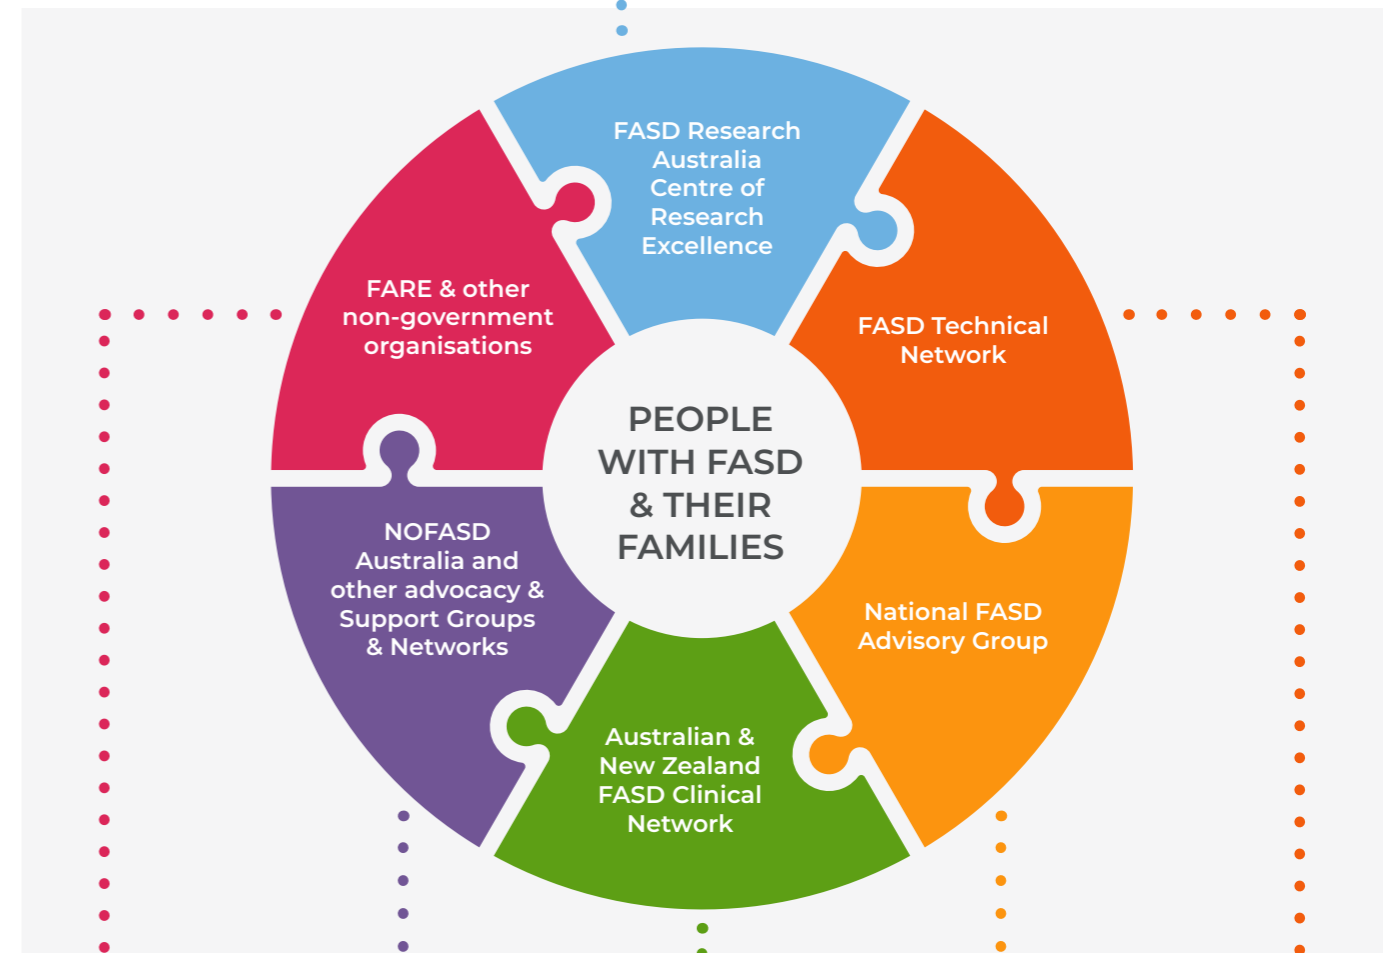 FASD Research
Australia
Centre of
Research
Excellence
FARE & other
non-government
organisations
FASD Technical
Network
PEOPLE
WITH FASD
& THEIR
FAMILIES
NOFASD
Australia and
other advocacy &
Support Groups
& Networks
National FASD
Advisory Group
Australian &
New Zealand
FASD Clinical
Network